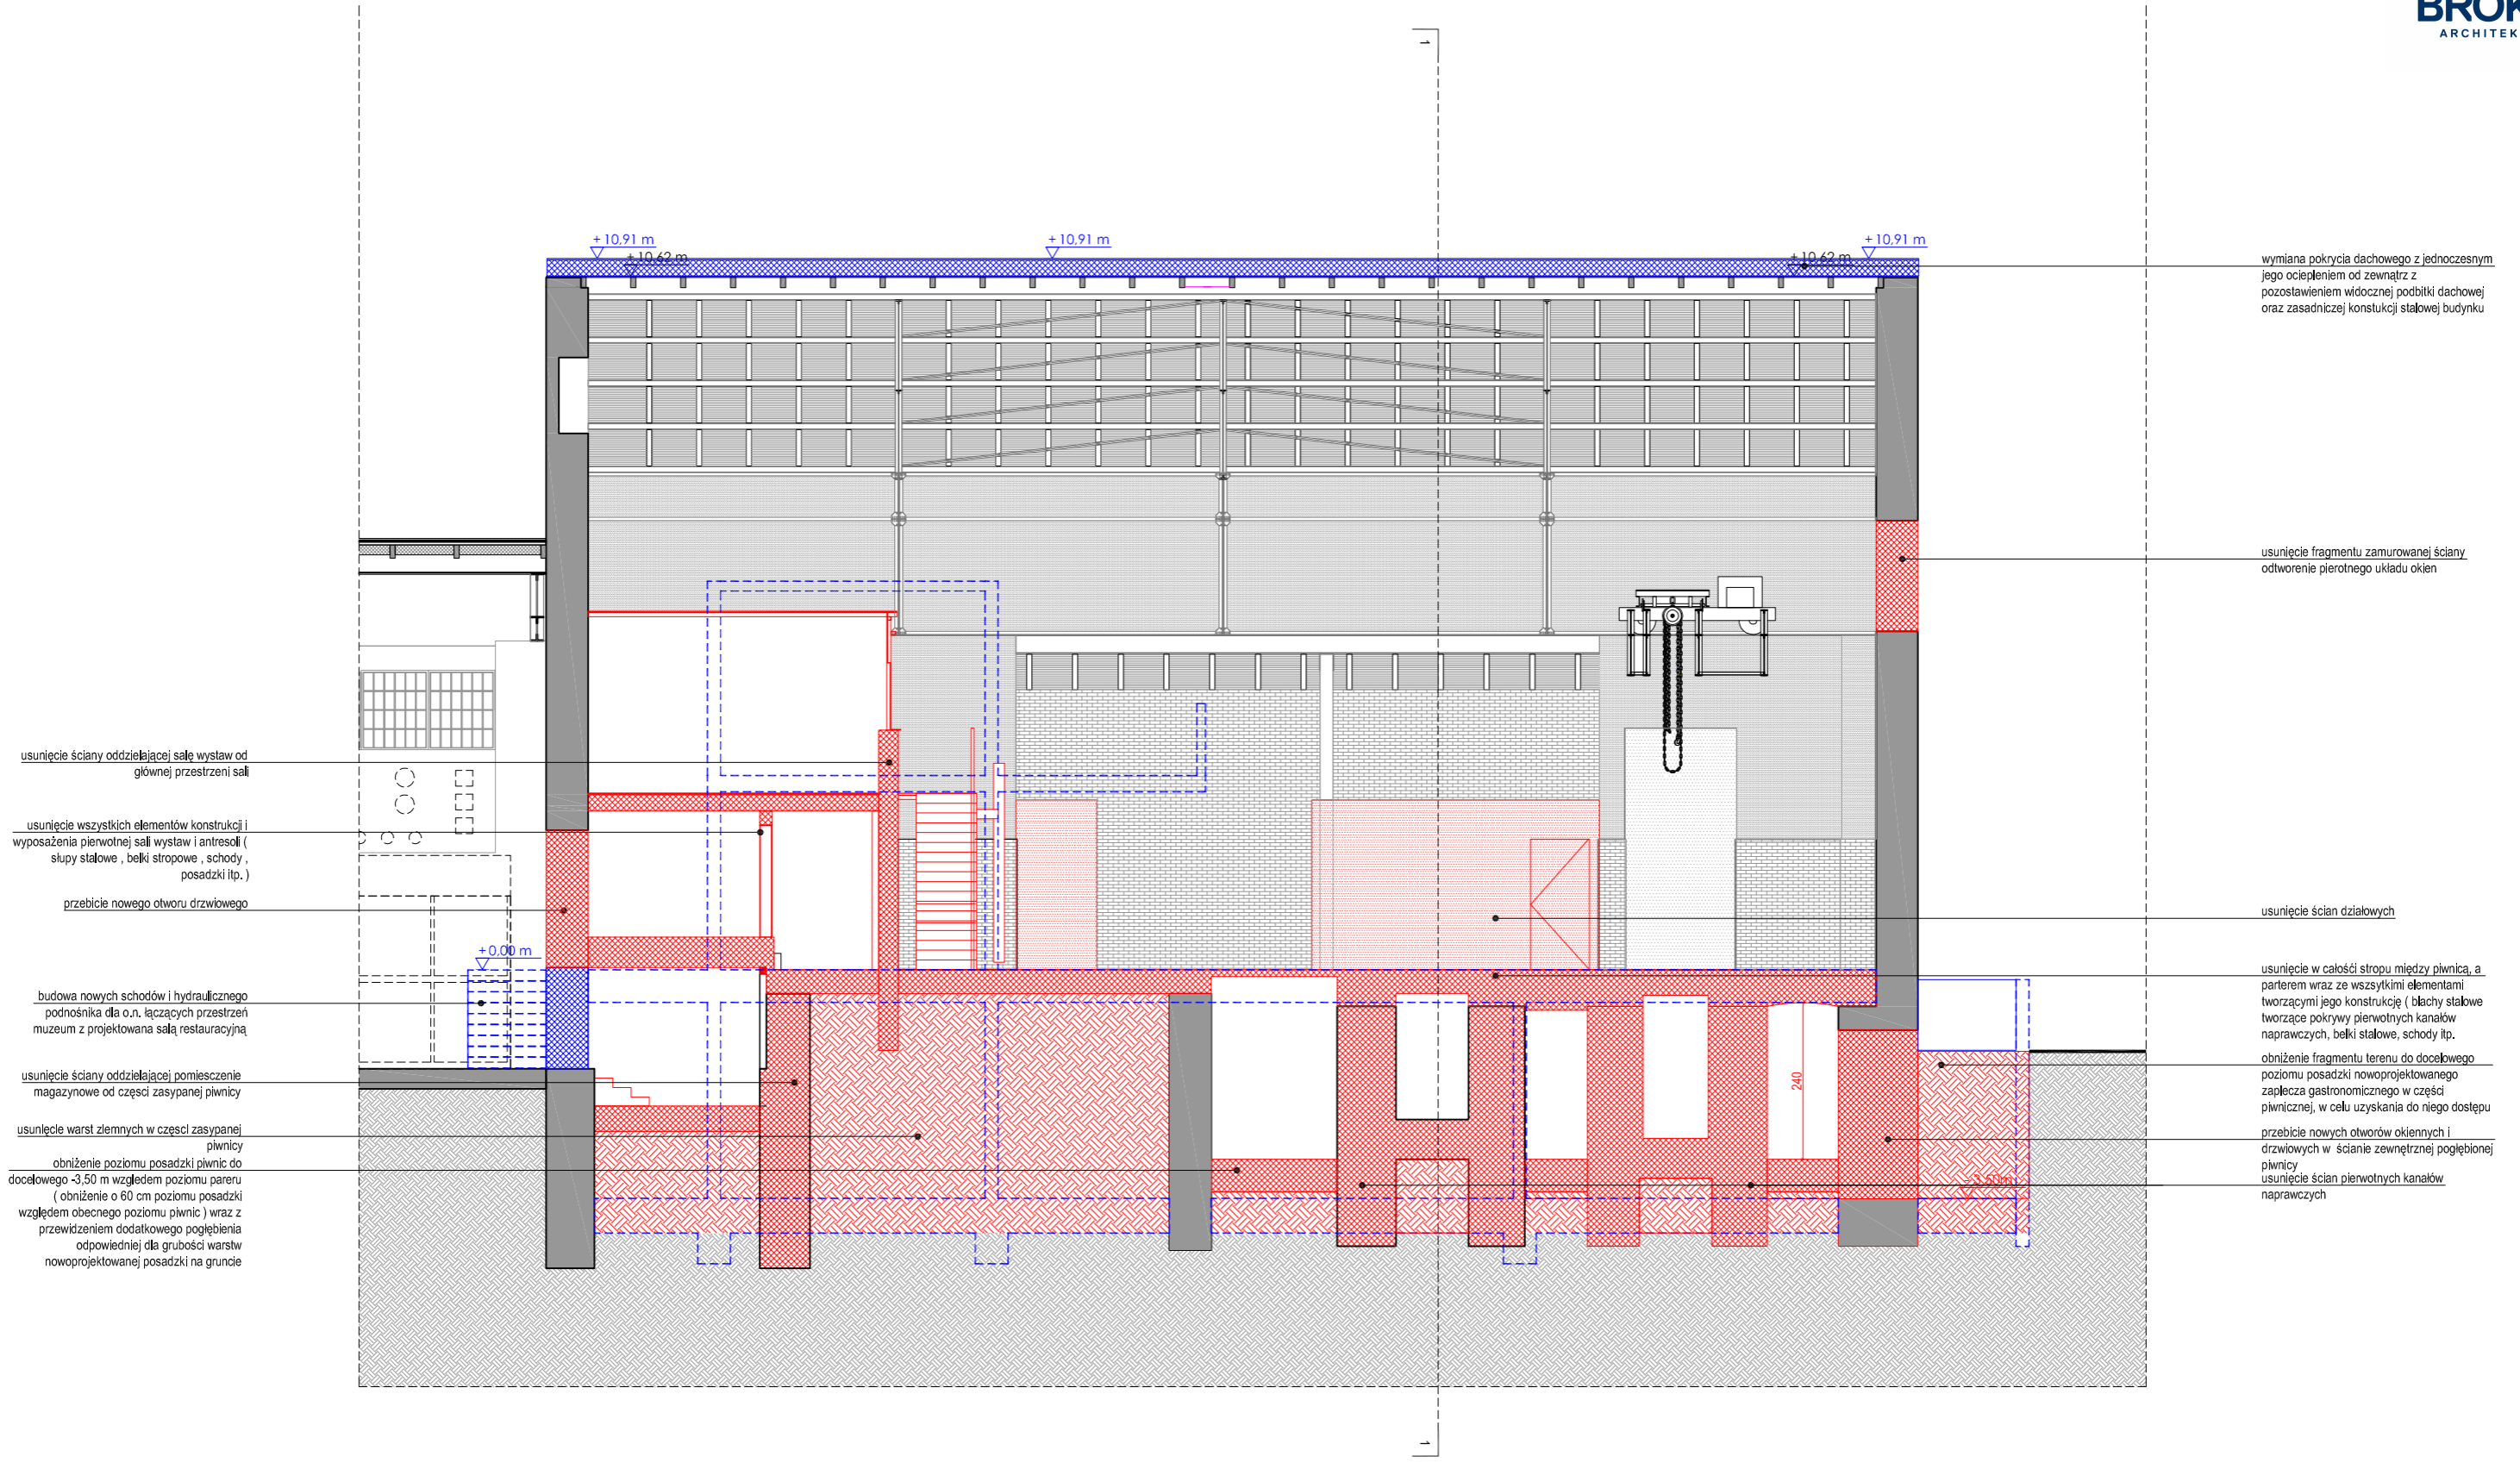 BROK
ARCHITEK
1
+10,91 m
+10,91 m
+10,91 m
+10,62 m
+10,62 m
wymiana pokrycia dachowego z jednoczesnym
jego ociepleniem od zewnątrz z
pozostawieniem widocznej podbitki dachowej
oraz zasadniczej konstukcji stalowej budynku
usunięcie fragmentu zamurowanej ściany
odtworenie pierotnego układu okien
usunięcie ściany oddzielającej salę wystaw od
głównej przestrzeni sali
usunięcie wszystkich elementów konstrukcji i
wyposażenia pierwotnej sali wystaw i antresoli (
słupy stalowe , belki stropowe , schody ,
posadzki itp. )
przebicie nowego otworu drzwiowego
+0,00 m
budowa nowych schodów i hydraulicznego
podnośnika dla o.n. łączących przestrzeń
muzeum z projektowana salą restauracyjną
usunięcie ściany oddzielającej pomiesczenie
magazynowe od części zasypanej piwnicy
usunięcie warst ziemnych w części zasypanej
piwnicy
obniżenie poziomu posadzki piwnic do
docelowego -3,50 m względem poziomu pareru
( obniżenie o 60 cm poziomu posadzki
względem obecnego poziomu piwnic ) wraz z
przewidzeniem dodatkowego pogłębienia
odpowiedniej dla grubości warstw
nowoprojektowanej posadzki na gruncie
usunięcie ścian działowych
usunięcie w całośći stropu między piwnicą, a
parterem wraz ze wszsytkimi elementami
tworzącymi jego konstrukcję ( blachy stalowe
tworzące pokrywy pierwotnych kanałów
naprawczych, belki stalowe, schody itp.
obniżenie fragmentu terenu do docelowego
poziomu posadzki nowoprojektowanego
zaplecza gastronomicznego w części
piwnicznej, w celu uzyskania do niego dostępu
przebicie nowych otworów okiennych i
drzwiowych w ścianie zewnętrznej pogłębionej
piwnicy
usunięcie ścian pierwotnych kanałów
naprawczych
240
-3,50m
1